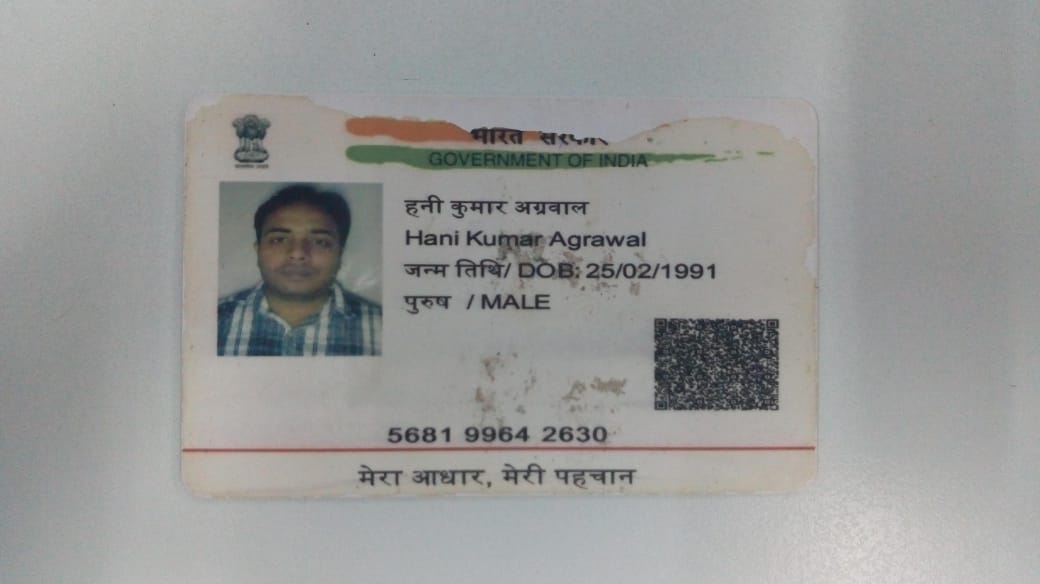 भारत सरकार
GOVERNMENT OF INDIA
हनी कुमार अग्रवाल
Hani Kumar Agrawal
जन्म तिथि/ DOB: 25/02/1991
पुरुष / MALE
5681 9964 2630
मेरा आधार, मेरी पहचान